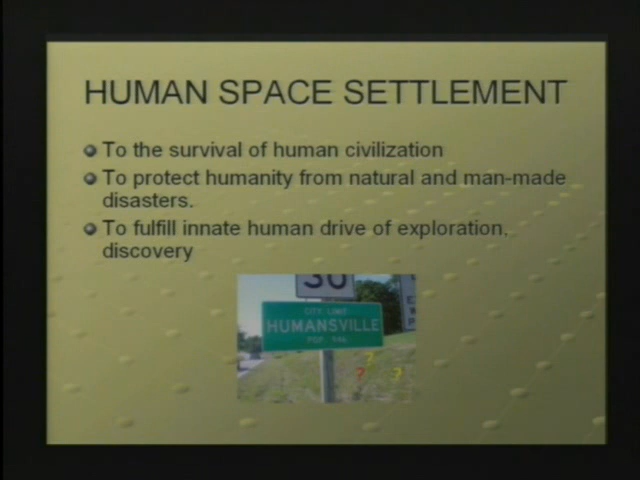 HUMAN SPACE SETTLEMENT
To the survival of human civilization
To protect humanity from natural and man-made
disasters.
To fulfill innate human drive of exploration,
discovery
30
CITY LIMIT
HUMANSVILLE
POP.
?
? ?